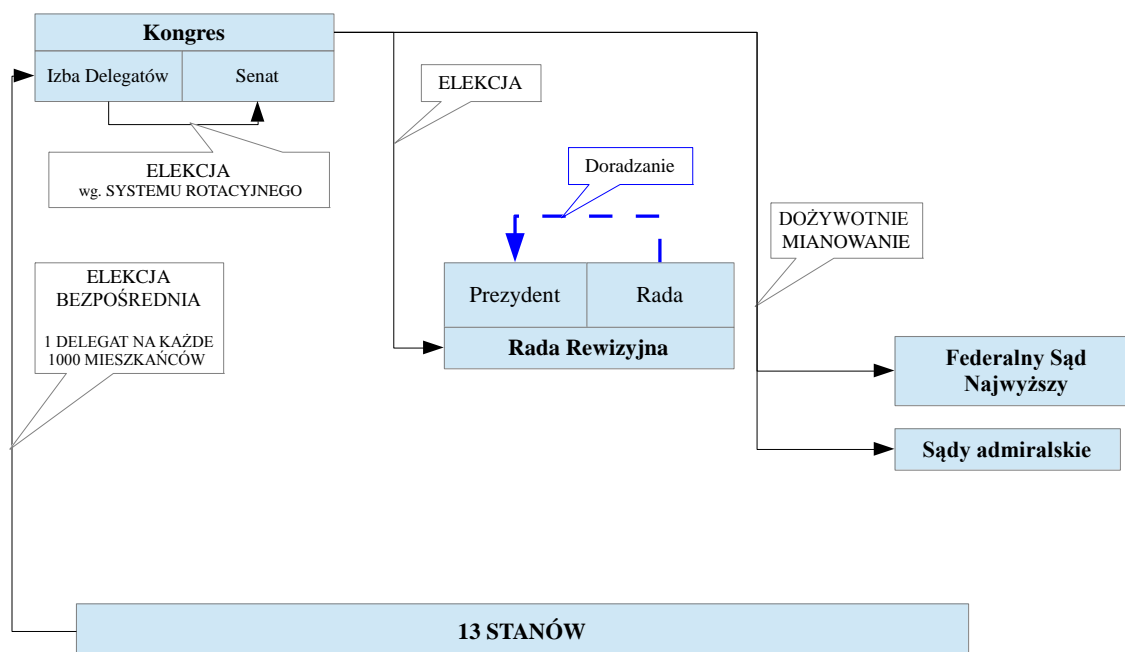 Kongres
Izba Delegatów
Senat
ELEKCJA
wg. SYSTEMU ROTACYJNEGO
ELEKCJA
Doradzanie
DOŻYWOTNIE
MIANOWANIE
ELEKCJA
BEZPOŚREDNIA
1 DELEGAT NA KAŻDE
1000 MIESZKAŃCÓW
Prezydent
Rada
Rada Rewizyjna
Federalny Sąd
Najwyższy
Sądy admiralskie
13 STANÓW